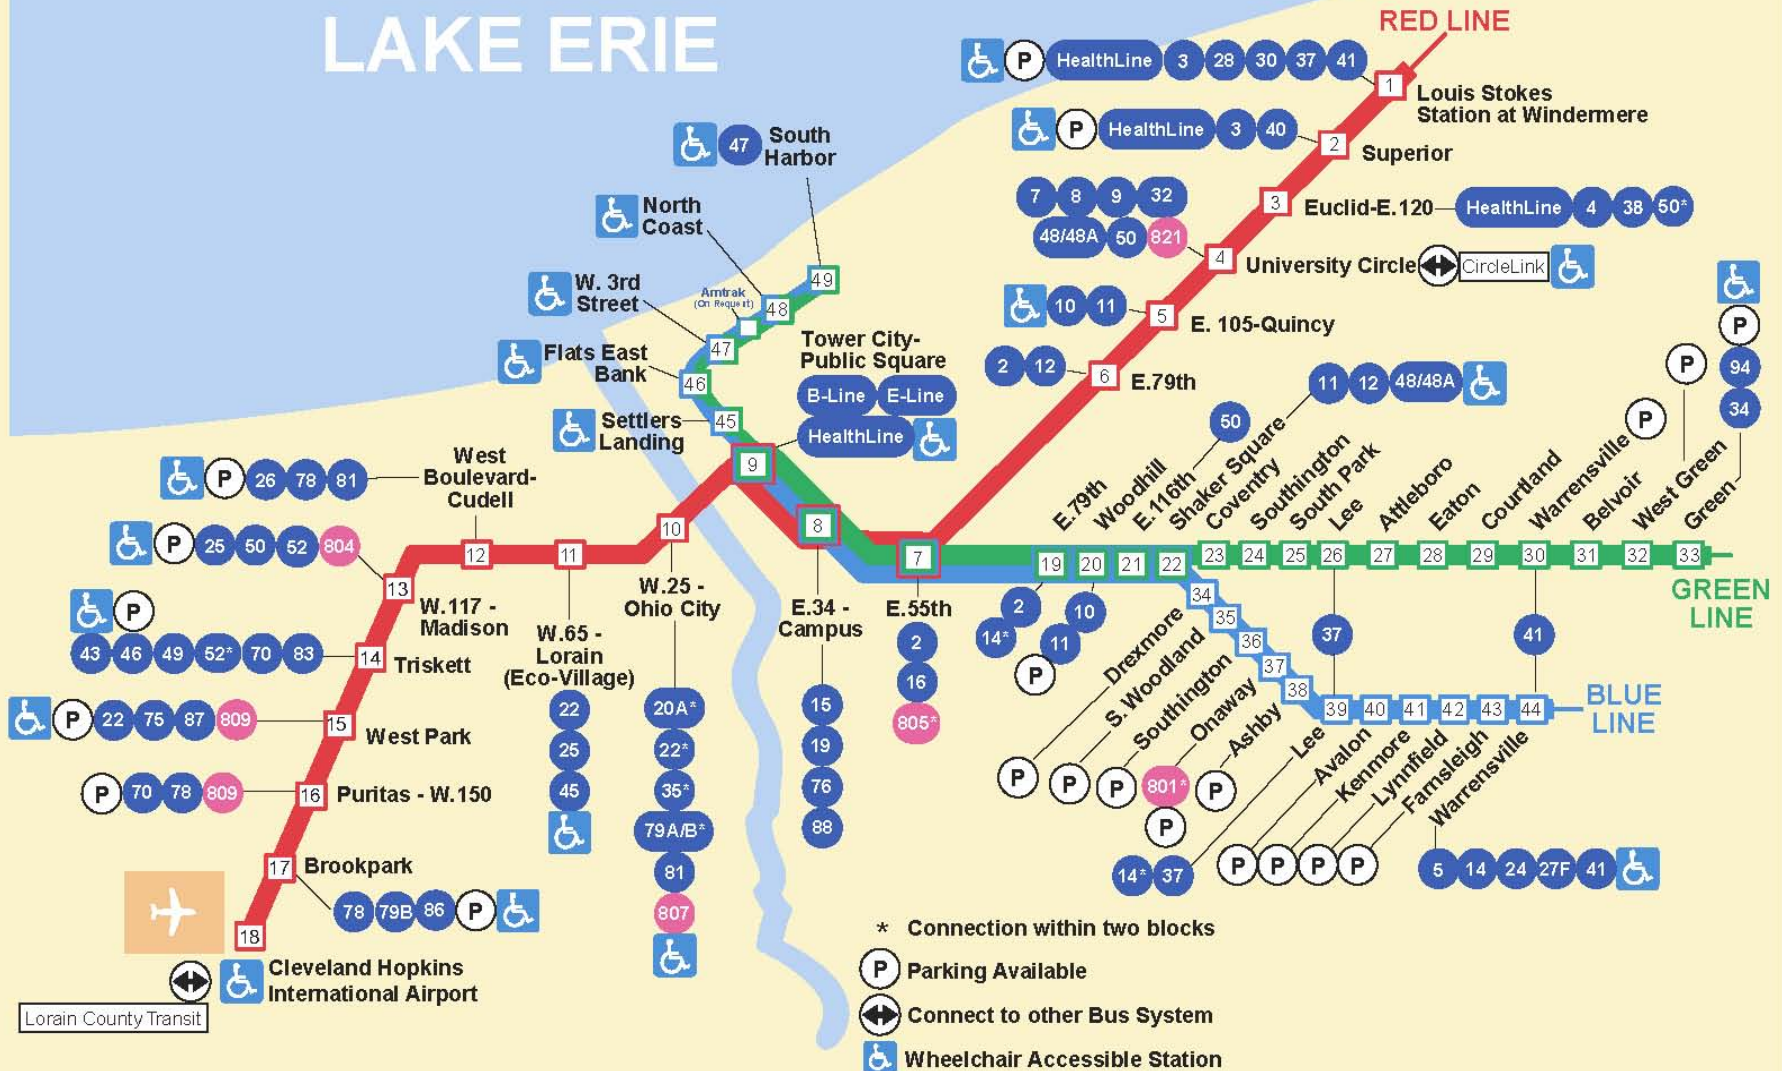 LAKE ERIE
RED LINE
P HealthLine 3 28 30 37 41
1
Louis Stokes
Station at Windermere
P HealthLine 3 40
2
Superior
7 8 9 32
48/48A 50 821
3
Euclid-E.120
HealthLine 4 38 50*
4
University Circle
CircleLink
10 11
5
E. 105-Quincy
2 12
6
E.79th
47
South
Harbor
49
North
Coast
48
Amtrak
(On Request)
W. 3rd
Street
47
Flats East
Bank
46
Settlers
Landing
45
Tower City-
Public Square
B-Line E-Line
HealthLine
9
P 26 78 81
West
Boulevard-
Cudell
12
P 25 50 52 804
13
W.117 -
Madison
P
43 46 49 52* 70 83
14
Triskett
P 22 75 87 809
15
West Park
P 70 78 809
16
Puritas - W.150
17
Brookpark
78 79B 86 P
18
Cleveland Hopkins
International Airport
Lorain County Transit
11
W.65 -
Lorain
(Eco-Village)
22
25
45
10
W.25 -
Ohio City
20A*
22*
35*
79A/B*
81
807
8
E.34 -
Campus
15
19
76
88
7
E.55th
2
16
805*
E.79th
19
2
14*
Woodhill
20
10
11
P
E.116th
21
50
Shaker Square
22
11 12 48/48A
Coventry
23
Southington
24
South Park
25
Lee
26
37
Attleboro
27
Eaton
28
Courtland
29
Warrensville
30
P
41
Belvoir
31
West Green
32
P
Green
33
P
94
34
GREEN
LINE
34
Drexmore
P
35
S. Woodland
P
36
Southington
P
37
Onaway
801*
P
38
Ashby
P
39
Lee
14* 37
40
Avalon
P
41
Kenmore
P
42
Lynnfield
P
43
Farnsleigh
P
44
Warrensville
5 14 24 27F 41
BLUE
LINE
* Connection within two blocks
P Parking Available
Connect to other Bus System
Wheelchair Accessible Station